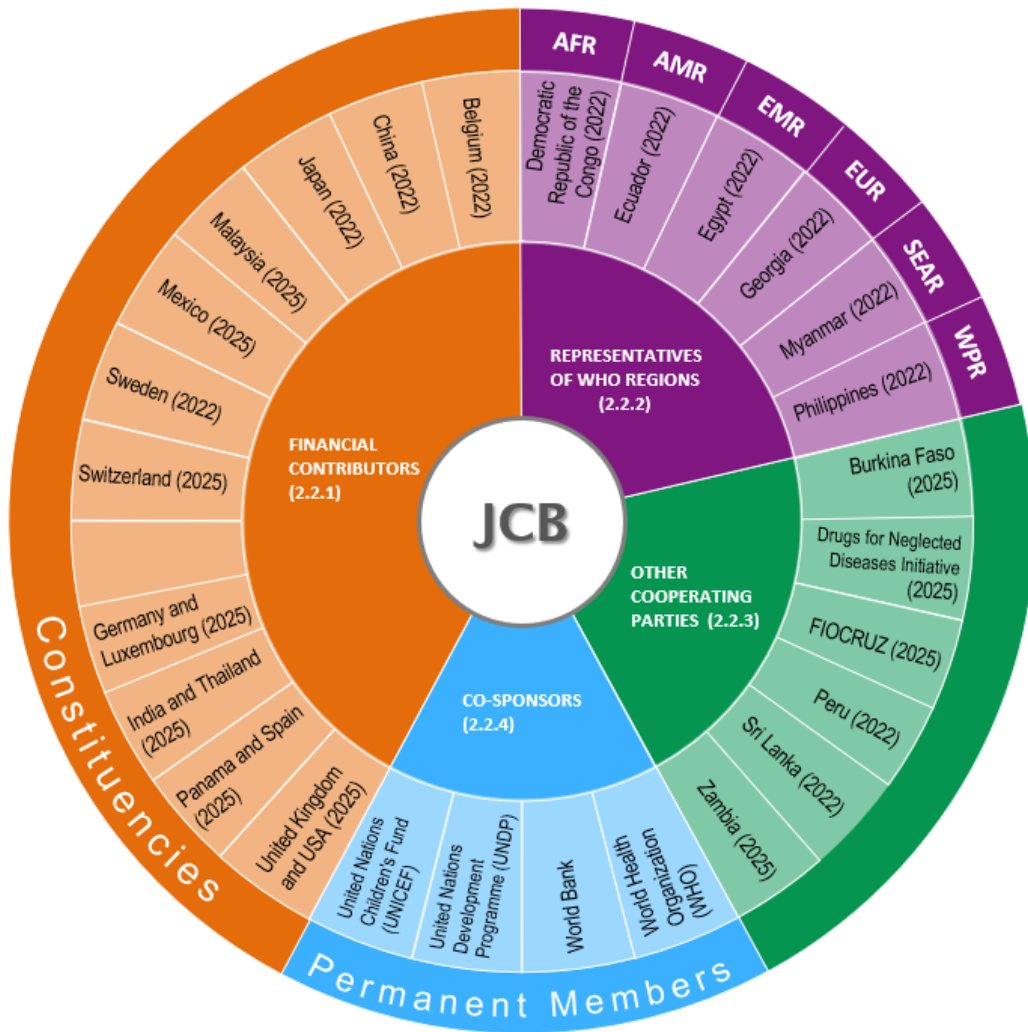 JCB
REPRESENTATIVES
OF WHO REGIONS
(2.2.2)
AFR
AMR
EMR
EUR
SEAR
WPR
Democratic
Republic of the
Congo (2022)
Ecuador (2022)
Egypt (2022)
Georgia (2022)
Myanmar (2022)
Philippines (2022)
OTHER
COOPERATING
PARTIES (2.2.3)
Burkina Faso
(2025)
Drugs for Neglected
Diseases Initiative
(2025)
FIOCRUZ (2025)
Peru (2022)
Sri Lanka (2022)
Zambia (2025)
CO-SPONSORS
(2.2.4)
World Health
Organization
(WHO)
World Bank
United Nations
Development
Programme (UNDP)
United Nations
Children's Fund
(UNICEF)
Permanent Members
FINANCIAL
CONTRIBUTORS
(2.2.1)
United Kingdom
and USA (2025)
Panama and Spain
(2025)
India and Thailand
(2025)
Germany and
Luxembourg (2025)
Switzerland (2025)
Sweden (2022)
Mexico (2025)
Malaysia (2025)
Japan (2022)
China (2022)
Belgium (2022)
Constituencies